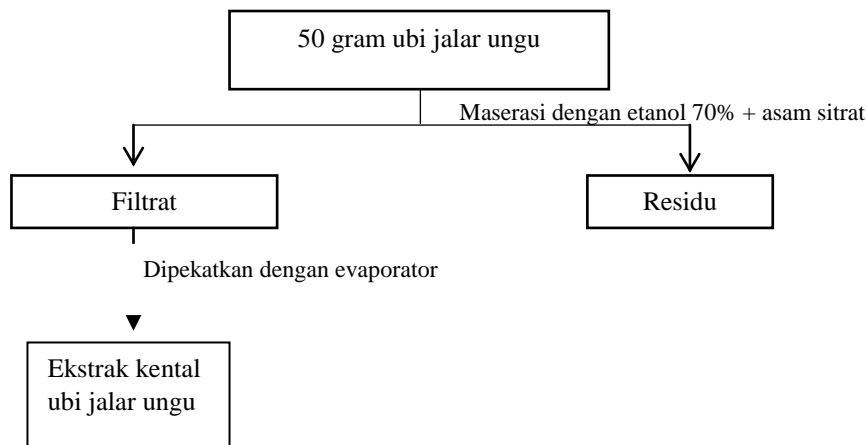 50 gram ubi jalar ungu
Maserasi dengan etanol 70% + asam sitrat
Filtrat
Residu
Dipekatkan dengan evaporator
Ekstrak kental
ubi jalar ungu